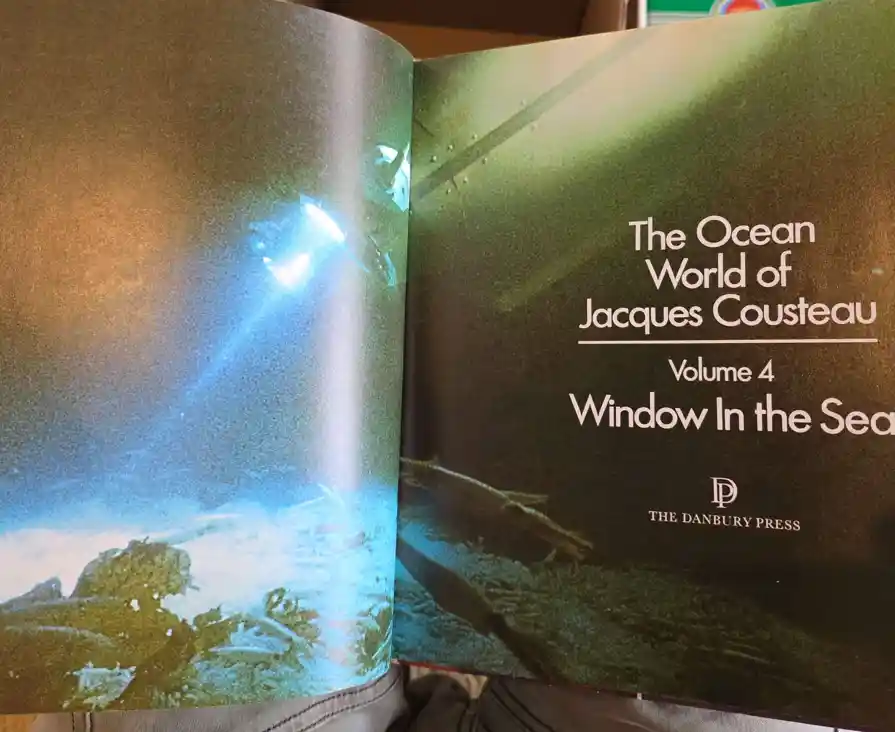 The Ocean
World of
Jacques Cousteau
Volume 4
Window In the Sea
DP
THE DANBURY PRESS